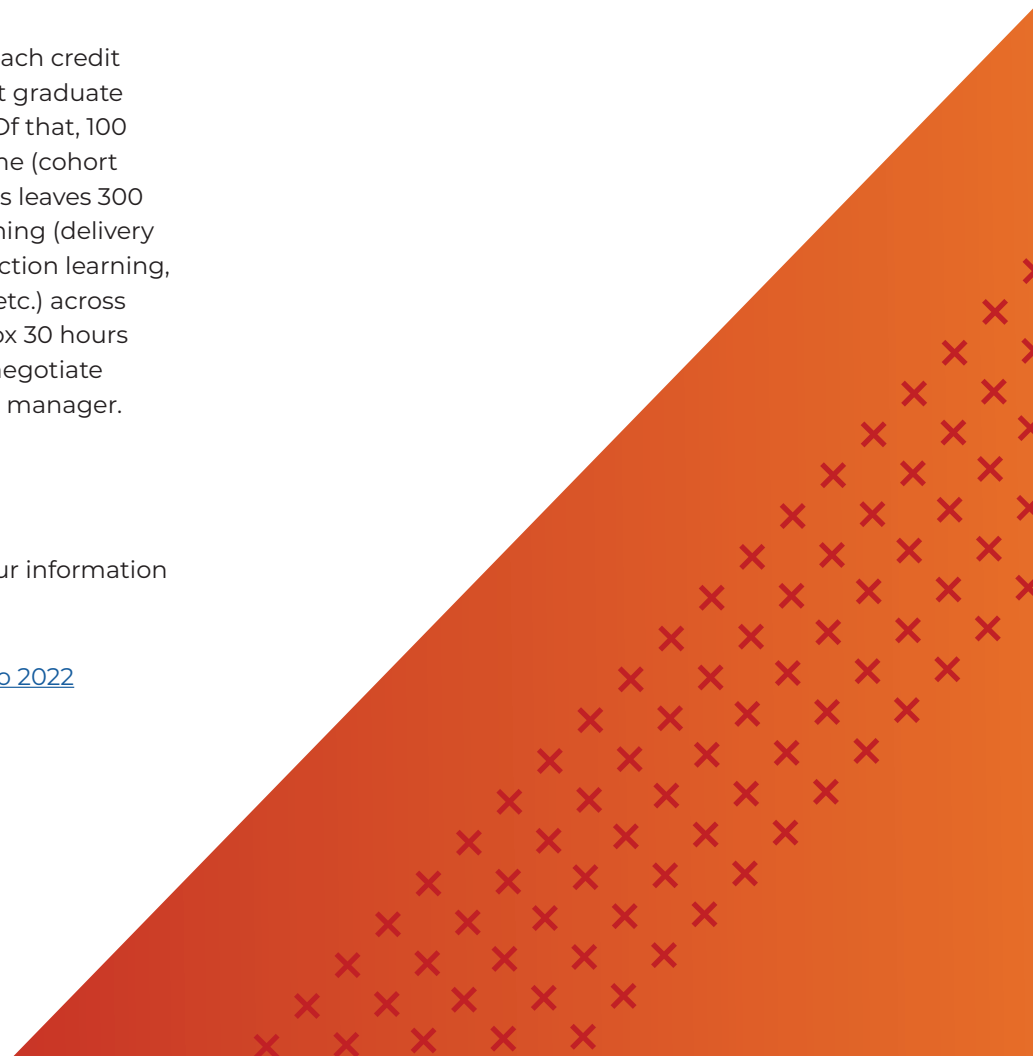 ach credit
t graduate
Of that, 100
ne (cohort
s leaves 300
ning (delivery
ction learning,
etc.) across
ox 30 hours
negotiate
manager.
ur information
o 2022